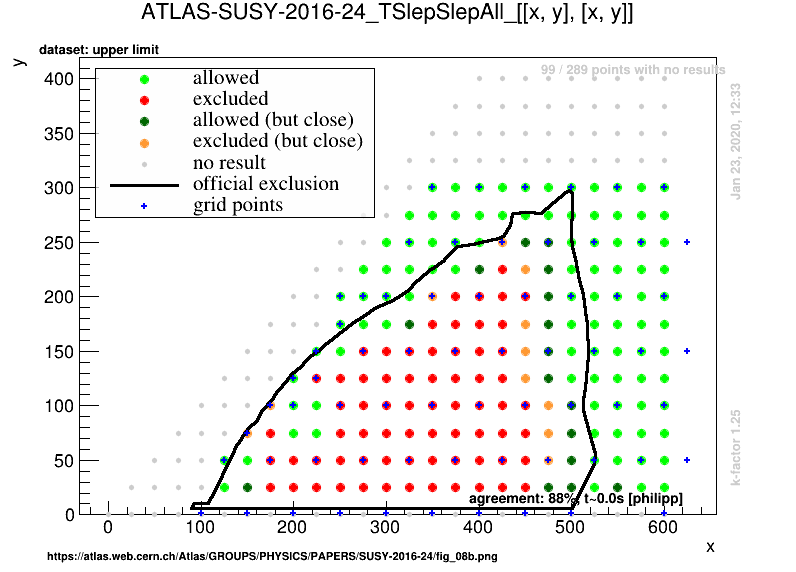 ATLAS-SUSY-2016-24_TSlepSlepAll_[[x, y], [x, y]]
dataset: upper limit
y
99 / 289 points with no results
400
350
300
250
200
150
100
50
0
allowed
excluded
allowed (but close)
excluded (but close)
no result
official exclusion
grid points
Jan 23, 2020, 12:33
k-factor 1.25
agreement: 88%, t~0.0s [philipp]
0 100 200 300 400 500 600
x
https://atlas.web.cern.ch/Atlas/GROUPS/PHYSICS/PAPERS/SUSY-2016-24/fig_08b.png